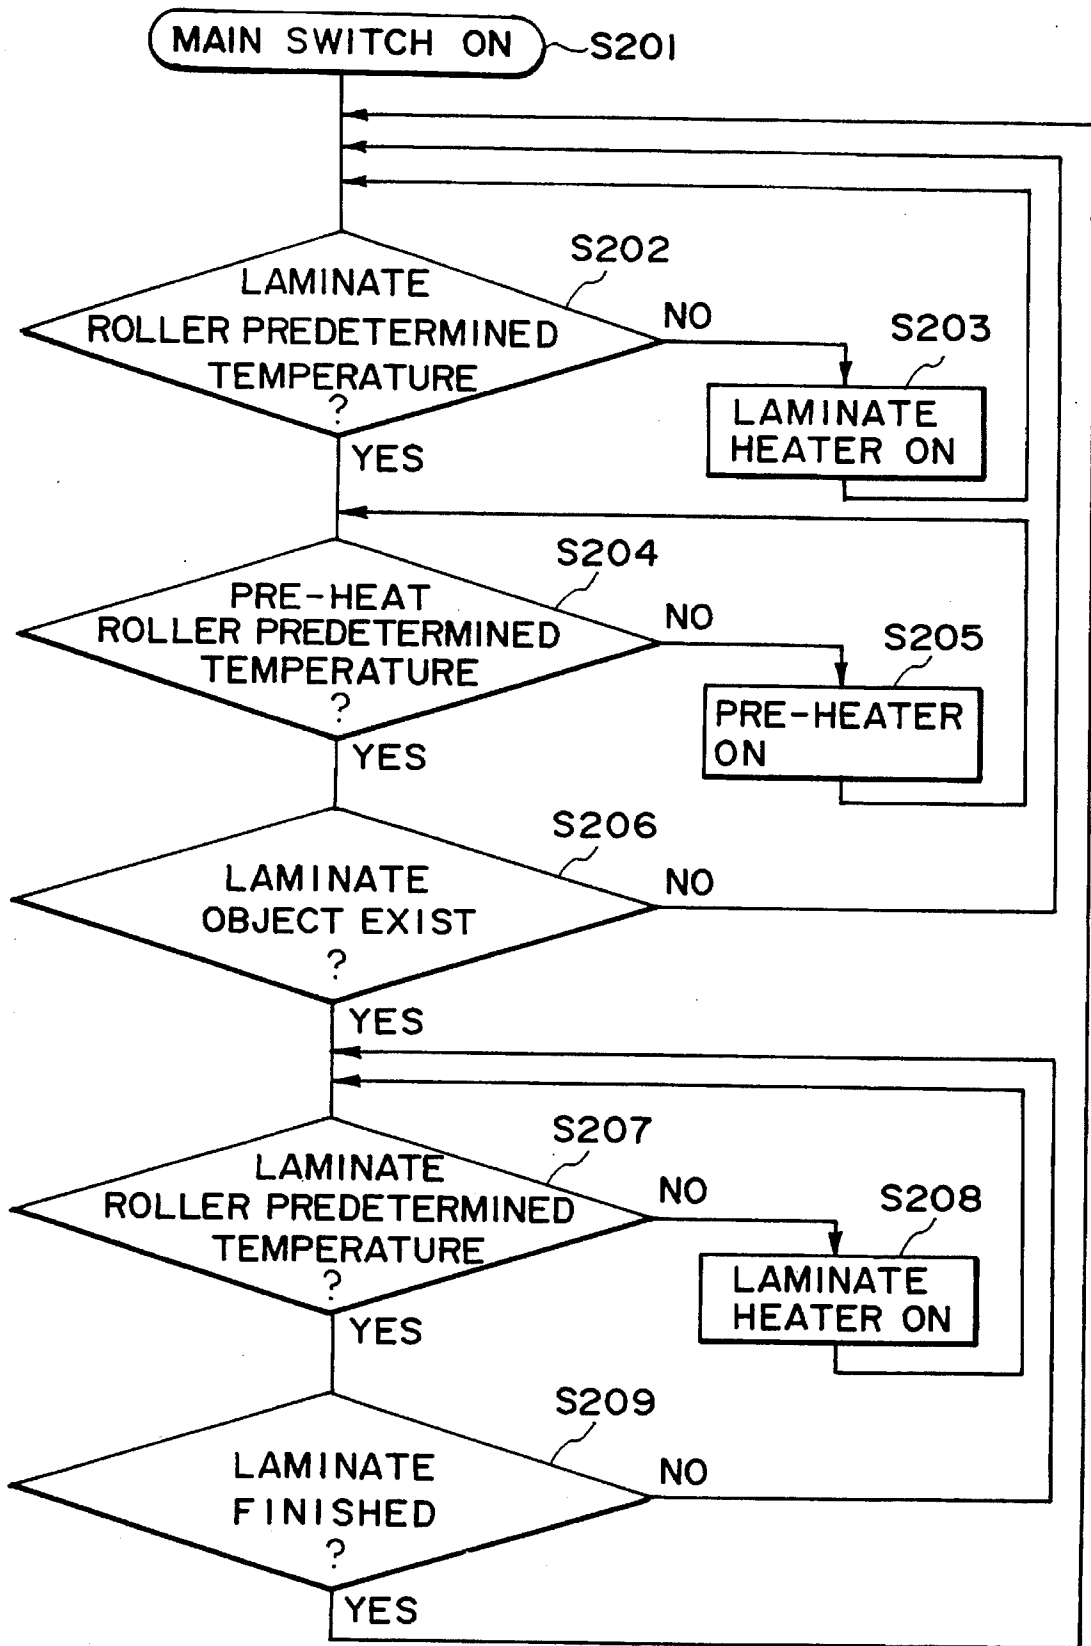 MAIN SWITCH ON
S201
S202
LAMINATE
ROLLER PREDETERMINED
TEMPERATURE
?
NO
YES
S203
LAMINATE
HEATER ON
S204
PRE-HEAT
ROLLER PREDETERMINED
TEMPERATURE
?
NO
YES
S205
PRE-HEATER
ON
S206
LAMINATE
OBJECT EXIST
?
NO
YES
S207
LAMINATE
ROLLER PREDETERMINED
TEMPERATURE
?
NO
YES
S208
LAMINATE
HEATER ON
S209
LAMINATE
FINISHED
?
NO
YES